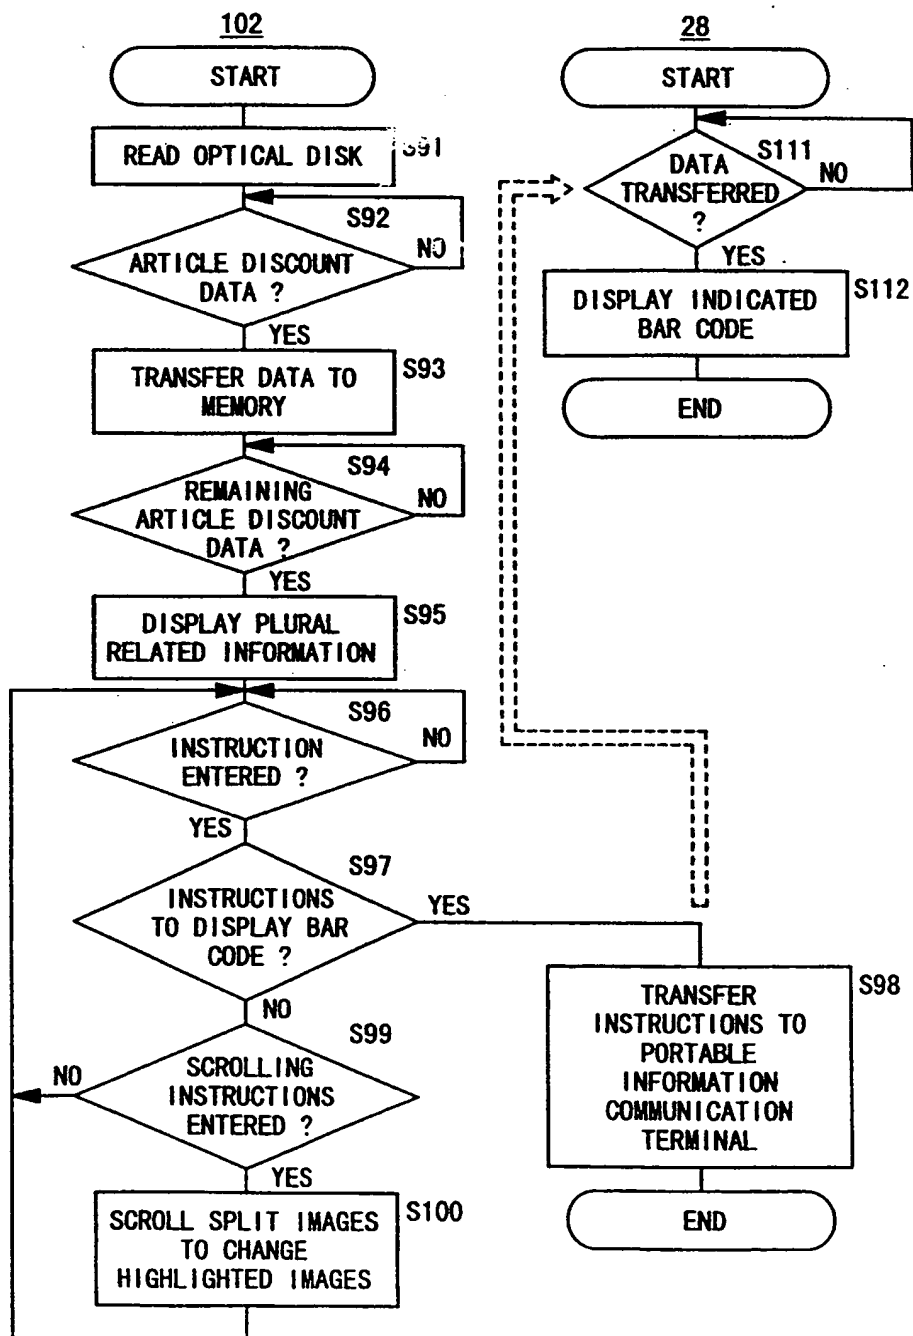 102
START
READ OPTICAL DISK
S91
S92
NO
ARTICLE DISCOUNT
DATA ?
YES
TRANSFER DATA TO
MEMORY
S93
S94
NO
REMAINING
ARTICLE DISCOUNT
DATA ?
YES
DISPLAY PLURAL
RELATED INFORMATION
S95
S96
NO
INSTRUCTION
ENTERED ?
YES
S97
INSTRUCTIONS
TO DISPLAY BAR
CODE ?
YES
NO
S99
NO
SCROLLING
INSTRUCTIONS
ENTERED ?
YES
SCROLL SPLIT IMAGES
TO CHANGE
HIGHLIGHTED IMAGES
S100
28
START
S111
DATA
TRANSFERRED
?
NO
YES
DISPLAY INDICATED
BAR CODE
S112
END
TRANSFER
INSTRUCTIONS TO
PORTABLE
INFORMATION
COMMUNICATION
TERMINAL
S98
END